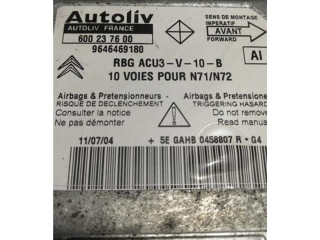 Autoliv
AUTOLIV FRANCE
600 23 76 00
9646469180
SENS DE MONTAGE
IMPERATIF
AVANT
FORWARD
AI
RBG ACU3-V-10-B
10 VOIES POUR N71/N72
Airbags & Pretensionneurs
RISQUE DE DECLENCHEMENT
Consulter la notice
Ne pas démonter
Airbags & Pretensioners
TRIGGERING HASARD
Do not remove
Read manual
11/07/04
+ 5E GAHB 0458807 R • G4